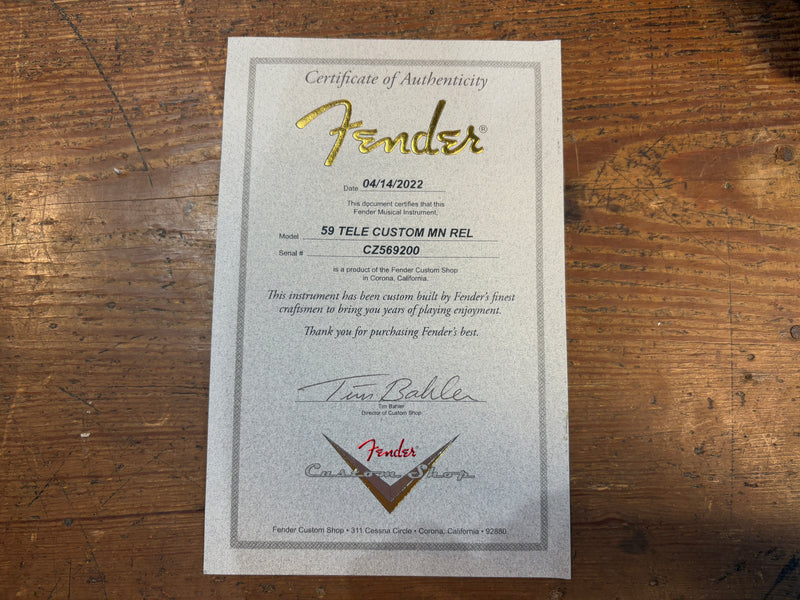 Certificate of Authenticity
Fender®
Date 04/14/2022
This document certifies that this
Fender Musical Instrument,
Model 59 TELE CUSTOM MN REL
Serial # CZ569200
is a product of the Fender Custom Shop
in Corona, California.
This instrument has been custom built by Fender's finest
craftsmen to bring you years of playing enjoyment.
Thank you for purchasing Fender's best.
Tim Bahler
Tim Bahler
Director of Custom Shop
Fender
Custom Shop
Fender Custom Shop • 311 Cessna Circle • Corona, California • 92880